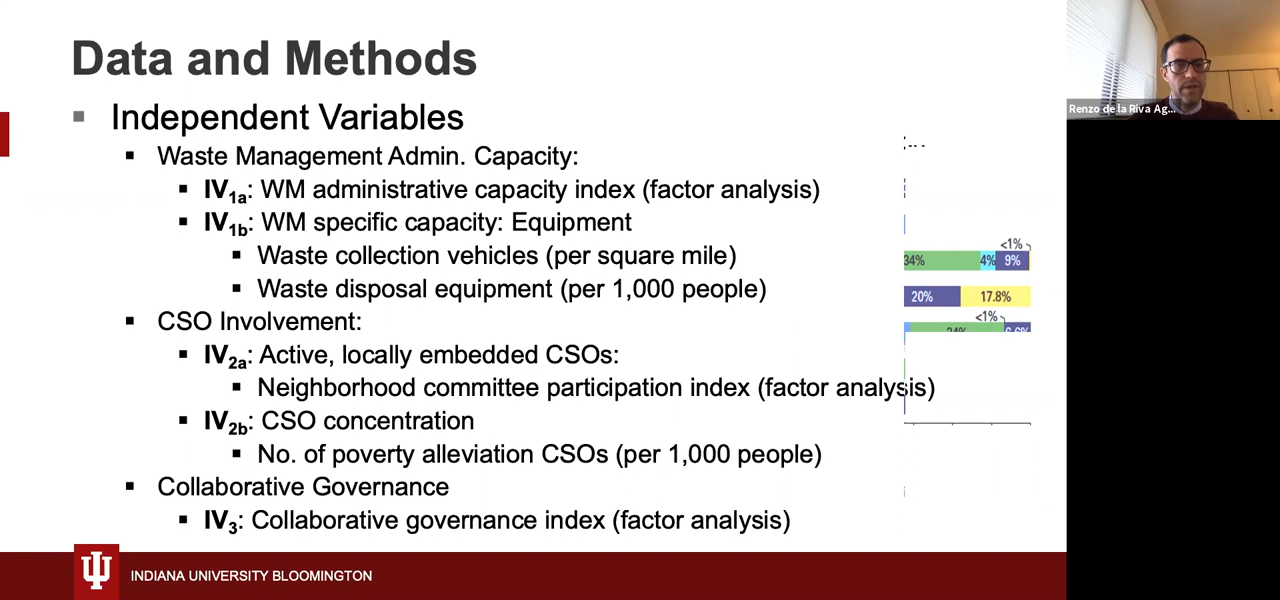 Data and Methods
Independent Variables
Waste Management Admin. Capacity:
IV1a: WM administrative capacity index (factor analysis)
IV1b: WM specific capacity: Equipment
Waste collection vehicles (per square mile)
Waste disposal equipment (per 1,000 people)
CSO Involvement:
IV2a: Active, locally embedded CSOs:
Neighborhood committee participation index (factor analysis)
IV2b: CSO concentration
No. of poverty alleviation CSOs (per 1,000 people)
Collaborative Governance
IV3: Collaborative governance index (factor analysis)
<1%
34% 4% 9%
20% 17.8%
<1%
INDIANA UNIVERSITY BLOOMINGTON
Renzo de la Riva Ag...